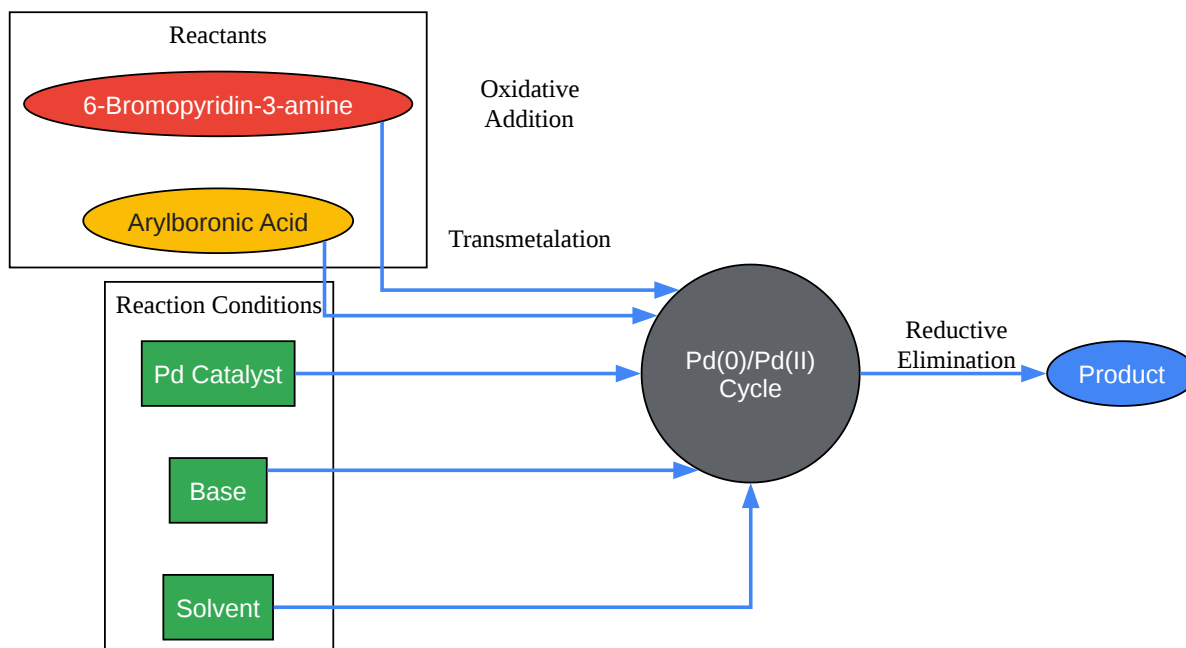 Reactants
6-Bromopyridin-3-amine
Arylboronic Acid
Oxidative
Addition
Transmetalation
Reaction Conditions
Pd Catalyst
Base
Solvent
Pd(0)/Pd(II)
Cycle
Reductive
Elimination
Product